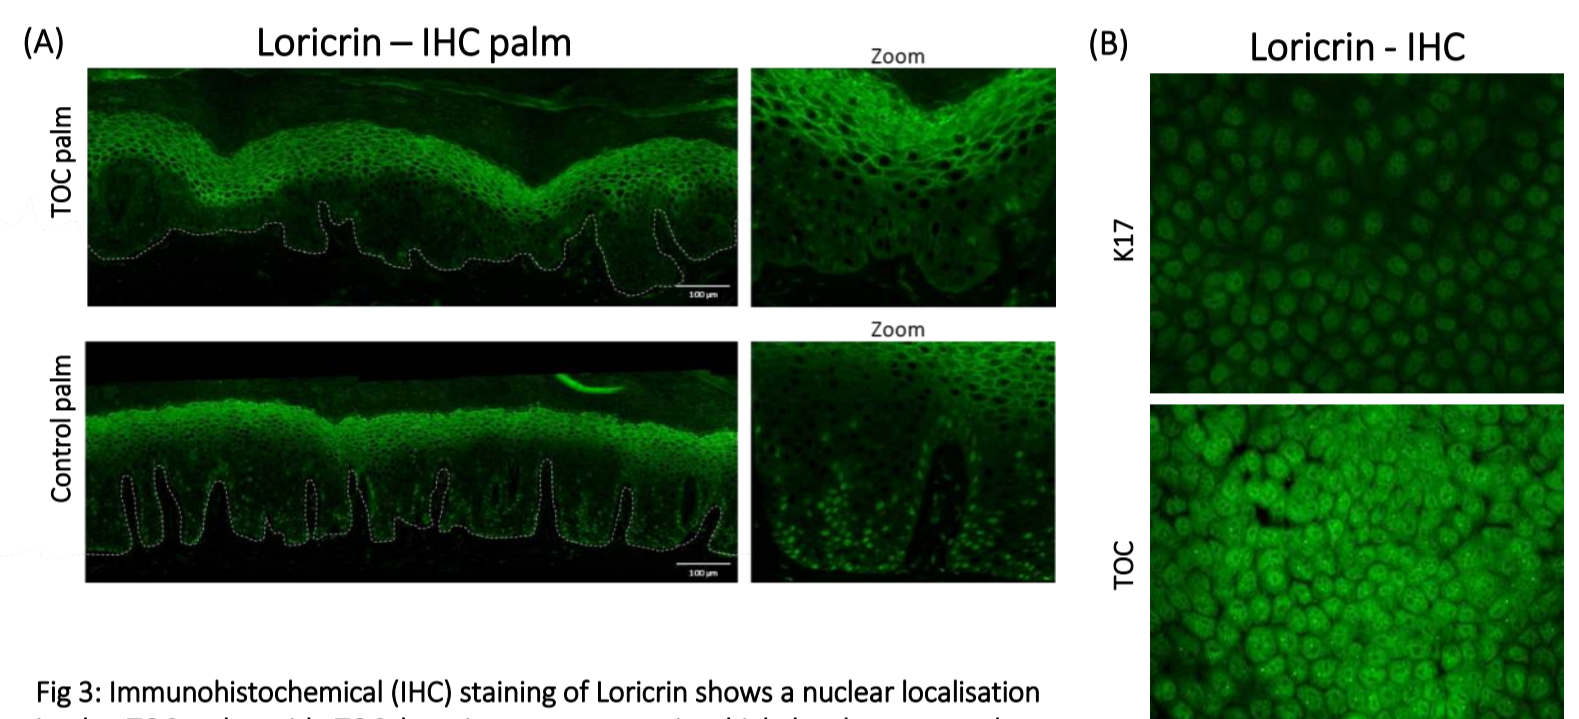 (A)
Loricrin – IHC palm
Zoom
TOC palm
100 µm
Zoom
Control palm
100 µm
(B)
Loricrin - IHC
K17
TOC
Fig 3: Immunohistochemical (IHC) staining of Loricrin shows a nuclear localisation